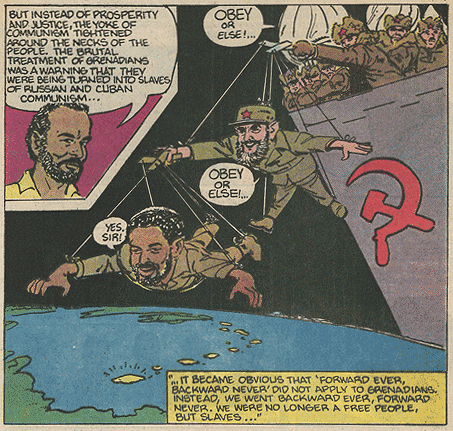 BUT INSTEAD OF PROSPERITY
AND JUSTICE, THE YOKE OF
COMMUNISM TIGHTENED
AROUND THE NECKS OF THE
PEOPLE. THE BRUTAL
TREATMENT OF GRENADIANS
WAS A WARNING THAT THEY
WERE BEING TURNED INTO SLAVES
OF RUSSIAN AND CUBAN
COMMUNISM...
OBEY
OR
ELSE!...
OBEY
OR
ELSE!...
YES,
SIR!
"...IT BECAME OBVIOUS THAT 'FORWARD EVER,
BACKWARD NEVER' DID NOT APPLY TO GRENADIANS.
INSTEAD, WE WENT BACKWARD EVER, FORWARD
NEVER. WE WERE NO LONGER A FREE PEOPLE,
BUT SLAVES..."